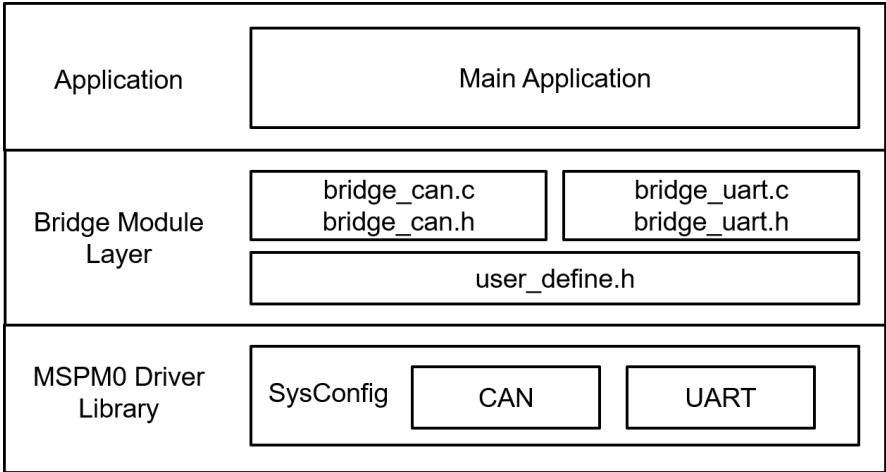 Application
Main Application
Bridge Module
Layer
bridge_can.c
bridge_can.h
bridge_uart.c
bridge_uart.h
user_define.h
MSPM0 Driver
Library
SysConfig
CAN
UART